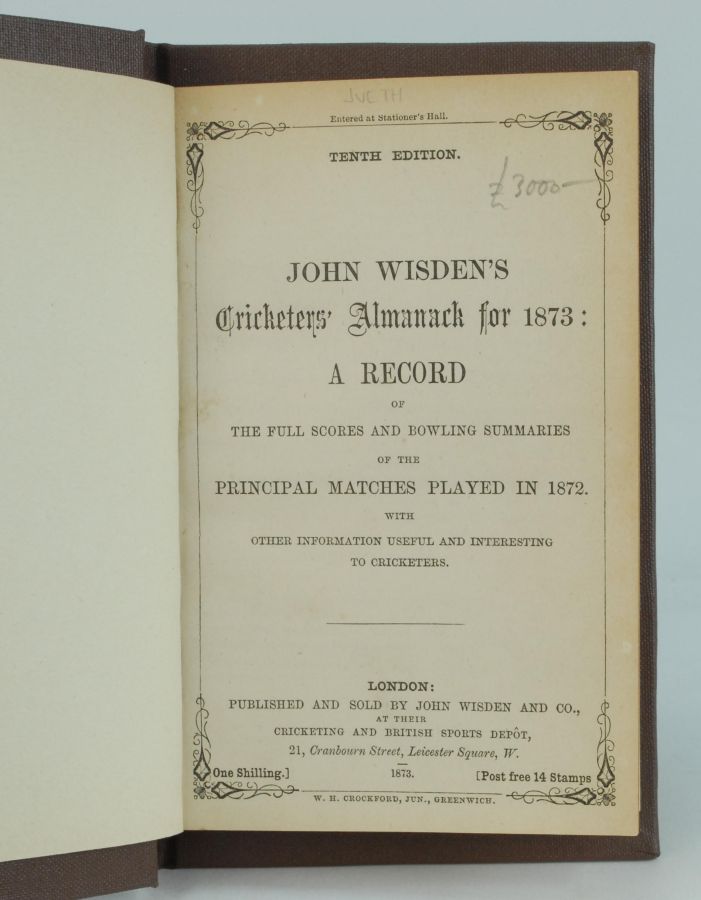 Entered at Stationer's Hall.
TENTH EDITION.
£3000—
JOHN WISDEN'S
Cricketers' Almanack for 1873:
A RECORD
OF
THE FULL SCORES AND BOWLING SUMMARIES
OF THE
PRINCIPAL MATCHES PLAYED IN 1872.
WITH
OTHER INFORMATION USEFUL AND INTERESTING
TO CRICKETERS.
LONDON:
PUBLISHED AND SOLD BY JOHN WISDEN AND CO.,
AT THEIR
CRICKETING AND BRITISH SPORTS DEPÔT,
21, Cranbourn Street, Leicester Square, W.
One Shilling.] 1873. [Post free 14 Stamps
W. H. CROCKFORD, JUN., GREENWICH.